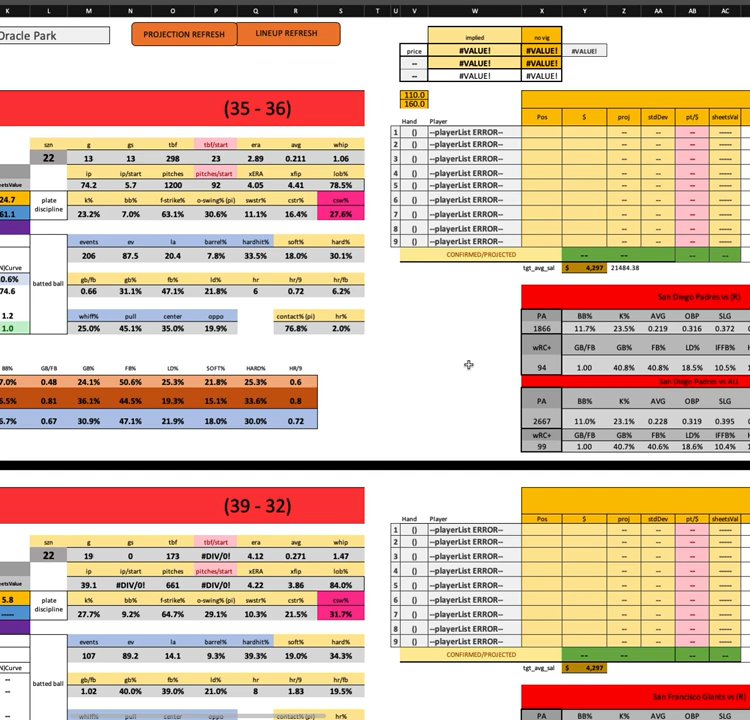 K L M N O P Q R S T U V W X Y Z AA AB AC
Oracle Park
PROJECTION REFRESH LINEUP REFRESH
implied no vig
price #VALUE! #VALUE! #VALUE!
-- #VALUE! #VALUE!
-- #VALUE! #VALUE!
(35 - 36)
110.0
160.0
Hand Player Pos $ proj stdDev pt/$ sheetsVal
1 () --playerList ERROR-- -- -- -- --
2 () --playerList ERROR-- -- -- -- --
3 () --playerList ERROR-- -- -- -- --
4 () --playerList ERROR-- -- -- -- --
5 () --playerList ERROR-- -- -- -- --
6 () --playerList ERROR-- -- -- -- --
7 () --playerList ERROR-- -- -- -- --
8 () --playerList ERROR-- -- -- -- --
9 () --playerList ERROR-- -- -- -- --
CONFIRMED/PROJECTED -- -- -- --
tgt_avg_sal $ 4,297 21484.38
szn g gs tbf tbf/start era avg whip
22 13 13 298 23 2.89 0.211 1.06
ip ip/start pitches pitches/start xERA xfip lob%
eetsValue 74.2 5.7 1200 92 4.05 4.41 78.5%
24.7 plate discipline k% bb% f-strike% o-swing% (pi) swstr% cstr% csw%
61.1 23.2% 7.0% 63.1% 30.6% 11.1% 16.4% 27.6%
events ev la barrel% hardhit% soft% hard%
206 87.5 20.4 7.8% 33.5% 18.0% 30.1%
)Curve batted ball gb/fb gb% fb% ld% hr hr/9 hr/fb
0.6%
74.6 0.66 31.1% 47.1% 21.8% 6 0.72 6.2%
1.2 whiff% pull center oppo contact% (pi) hr%
1.0 25.0% 45.1% 35.0% 19.9% 76.8% 2.0%
BB% GB/FB GB% FB% LD% SOFT% HARD% HR/9
7.0% 0.48 24.1% 50.6% 25.3% 21.8% 25.3% 0.6
6.5% 0.81 36.1% 44.5% 19.3% 15.1% 33.6% 0.8
6.7% 0.67 30.9% 47.1% 21.9% 18.0% 30.0% 0.72
San Diego Padres vs (R)
PA BB% K% AVG OBP SLG
1866 11.7% 23.5% 0.219 0.316 0.372
wRC+ GB/FB GB% FB% LD% IFFB%
94 1.00 40.8% 40.8% 18.5% 10.5%
San Diego Padres vs ALL
PA BB% K% AVG OBP SLG
2667 11.0% 23.1% 0.228 0.319 0.395
wRC+ GB/FB GB% FB% LD% IFFB%
99 1.00 40.7% 40.6% 18.6% 10.4%
(39 - 32)
Hand Player Pos $ proj stdDev pt/$ sheetsVal
1 () --playerList ERROR-- -- -- -- --
2 () --playerList ERROR-- -- -- -- --
3 () --playerList ERROR-- -- -- -- --
4 () --playerList ERROR-- -- -- -- --
5 () --playerList ERROR-- -- -- -- --
6 () --playerList ERROR-- -- -- -- --
7 () --playerList ERROR-- -- -- -- --
8 () --playerList ERROR-- -- -- -- --
9 () --playerList ERROR-- -- -- -- --
CONFIRMED/PROJECTED -- -- -- --
tgt_avg_sal $ 4,297
szn g gs tbf tbf/start era avg whip
22 19 0 173 #DIV/0! 4.12 0.271 1.47
ip ip/start pitches pitches/start xERA xfip lob%
eetsValue 39.1 #DIV/0! 661 #DIV/0! 4.22 3.86 84.0%
5.8 plate discipline k% bb% f-strike% o-swing% (pi) swstr% cstr% csw%
27.7% 9.2% 64.7% 29.1% 10.3% 21.5% 31.7%
events ev la barrel% hardhit% soft% hard%
107 89.2 14.1 9.3% 39.3% 19.0% 34.3%
)Curve batted ball gb/fb gb% fb% ld% hr hr/9 hr/fb
--
-- 1.02 40.0% 39.0% 21.0% 8 1.83 19.5%
whiff% pull center oppo contact% (pi) hr%
San Francisco Giants vs (R)
PA BB% K% AVG OBP SLG